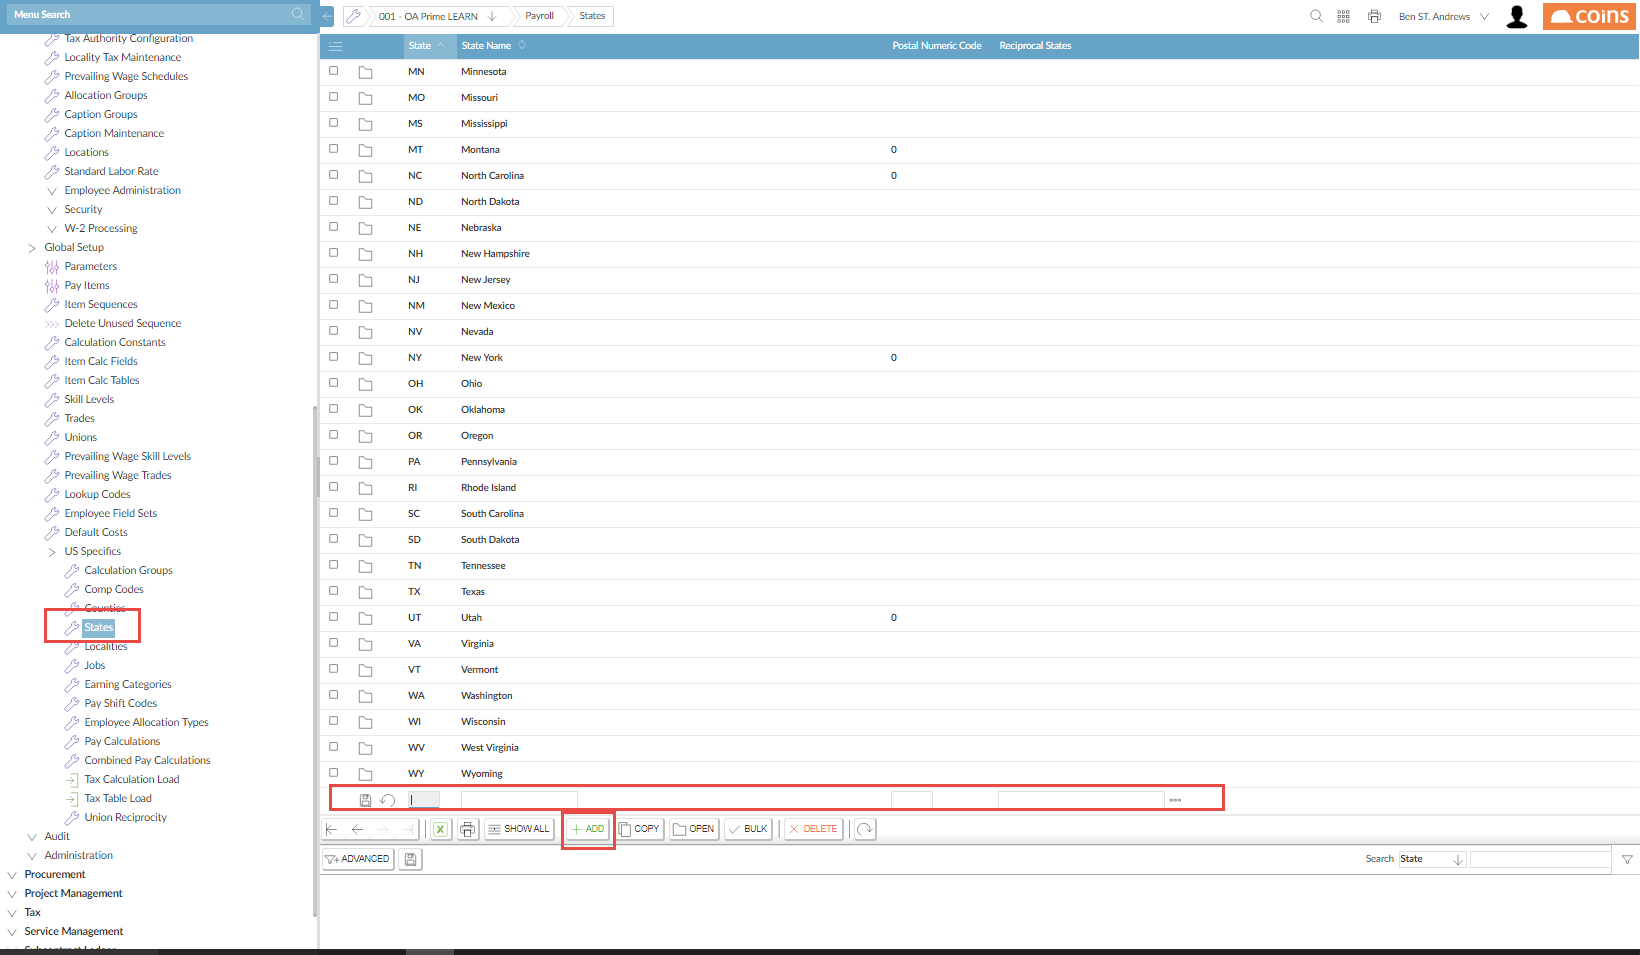 Menu Search
001 - OA Prime LEARN
Payroll
States
Ben ST. Andrews
coins
Tax Authority Configuration
Locality Tax Maintenance
Prevailing Wage Schedules
Allocation Groups
Caption Groups
Caption Maintenance
Locations
Standard Labor Rate
Employee Administration
Security
W-2 Processing
Global Setup
Parameters
Pay Items
Item Sequences
Delete Unused Sequence
Calculation Constants
Item Calc Fields
Item Calc Tables
Skill Levels
Trades
Unions
Prevailing Wage Skill Levels
Prevailing Wage Trades
Lookup Codes
Employee Field Sets
Default Costs
US Specifics
Calculation Groups
Comp Codes
Counties
States
Localities
Jobs
Earning Categories
Pay Shift Codes
Employee Allocation Types
Pay Calculations
Combined Pay Calculations
Tax Calculation Load
Tax Table Load
Union Reciprocity
Audit
Administration
Procurement
Project Management
Tax
Service Management
Subcontract Ledger
State State Name Postal Numeric Code Reciprocal States
MN Minnesota
MO Missouri
MS Mississippi
MT Montana 0
NC North Carolina 0
ND North Dakota
NE Nebraska
NH New Hampshire
NJ New Jersey
NM New Mexico
NV Nevada
NY New York 0
OH Ohio
OK Oklahoma
OR Oregon
PA Pennsylvania
RI Rhode Island
SC South Carolina
SD South Dakota
TN Tennessee
TX Texas
UT Utah 0
VA Virginia
VT Vermont
WA Washington
WI Wisconsin
WV West Virginia
WY Wyoming
SHOW ALL ADD COPY OPEN BULK DELETE
ADVANCED Search State